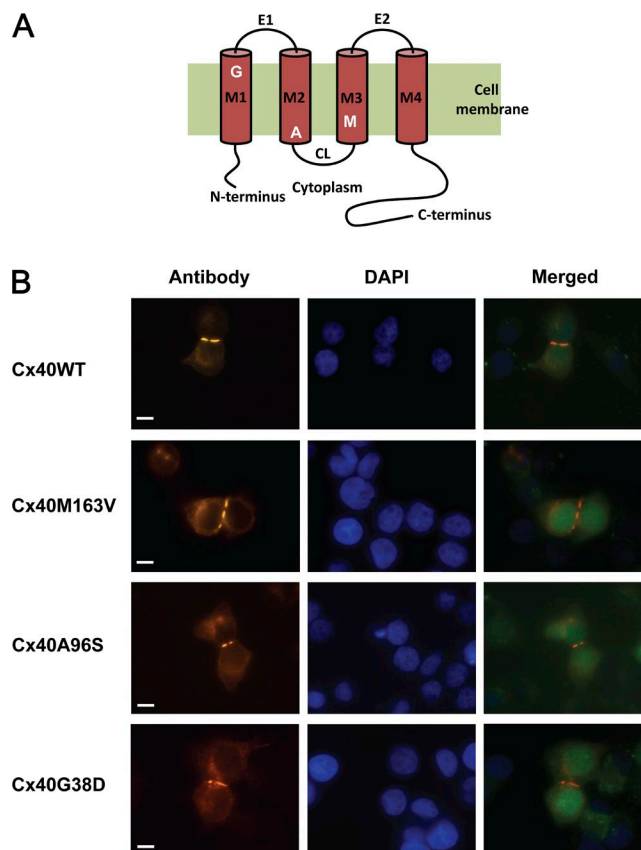 A
E1
E2
G
M1
M2
M3
M4
A
M
Cell
membrane
CL
Cytoplasm
N-terminus
C-terminus
B
Antibody
DAPI
Merged
Cx40WT
Cx40M163V
Cx40A96S
Cx40G38D